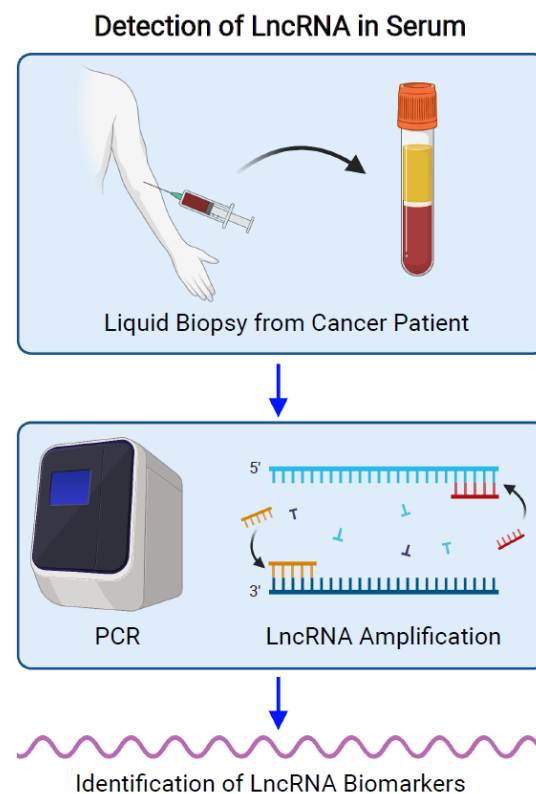 Detection of LncRNA in Serum
Liquid Biopsy from Cancer Patient
5'
3'
PCR
LncRNA Amplification
Identification of LncRNA Biomarkers